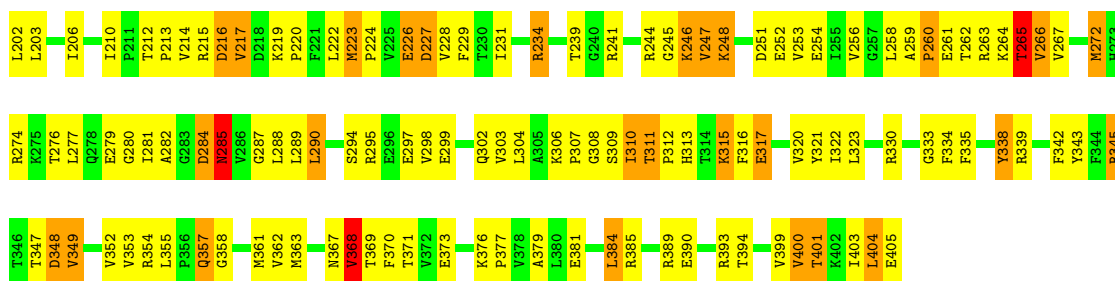 L202 L203 I206 I210 P211 T212 P213 V214 R215 D216 V217 D218 K219 P220 F221 L222 M223 P224 V225 E226 D227 V228 F229 T230 I231 R234 T239 G240 R241 R244 G245 K246 V247 K248 D251 E252 V253 E254 I255 V256 G257 L258 A259 P260 E261 T262 R263 K264 T265 V266 V267 M272 H273
R274 K275 T276 L277 Q278 E279 G280 I281 A282 G283 D284 N285 V286 G287 L288 L289 L290 S294 R295 E296 E297 V298 E299 Q302 V303 L304 A305 K306 P307 G308 S309 I310 T311 P312 H313 T314 K315 F316 E317 V320 Y321 I322 L323 R330 G333 F334 F335 Y338 R339 F342 Y343 F344 R345
T346 T347 D348 V349 V352 V353 R354 L355 P356 Q357 G358 M361 V362 M363 N367 V368 T369 F370 T371 V372 E373 K376 P377 V378 A379 L380 E381 L384 R385 R389 E390 R393 T394 V399 V400 T401 K402 I403 L404 E405